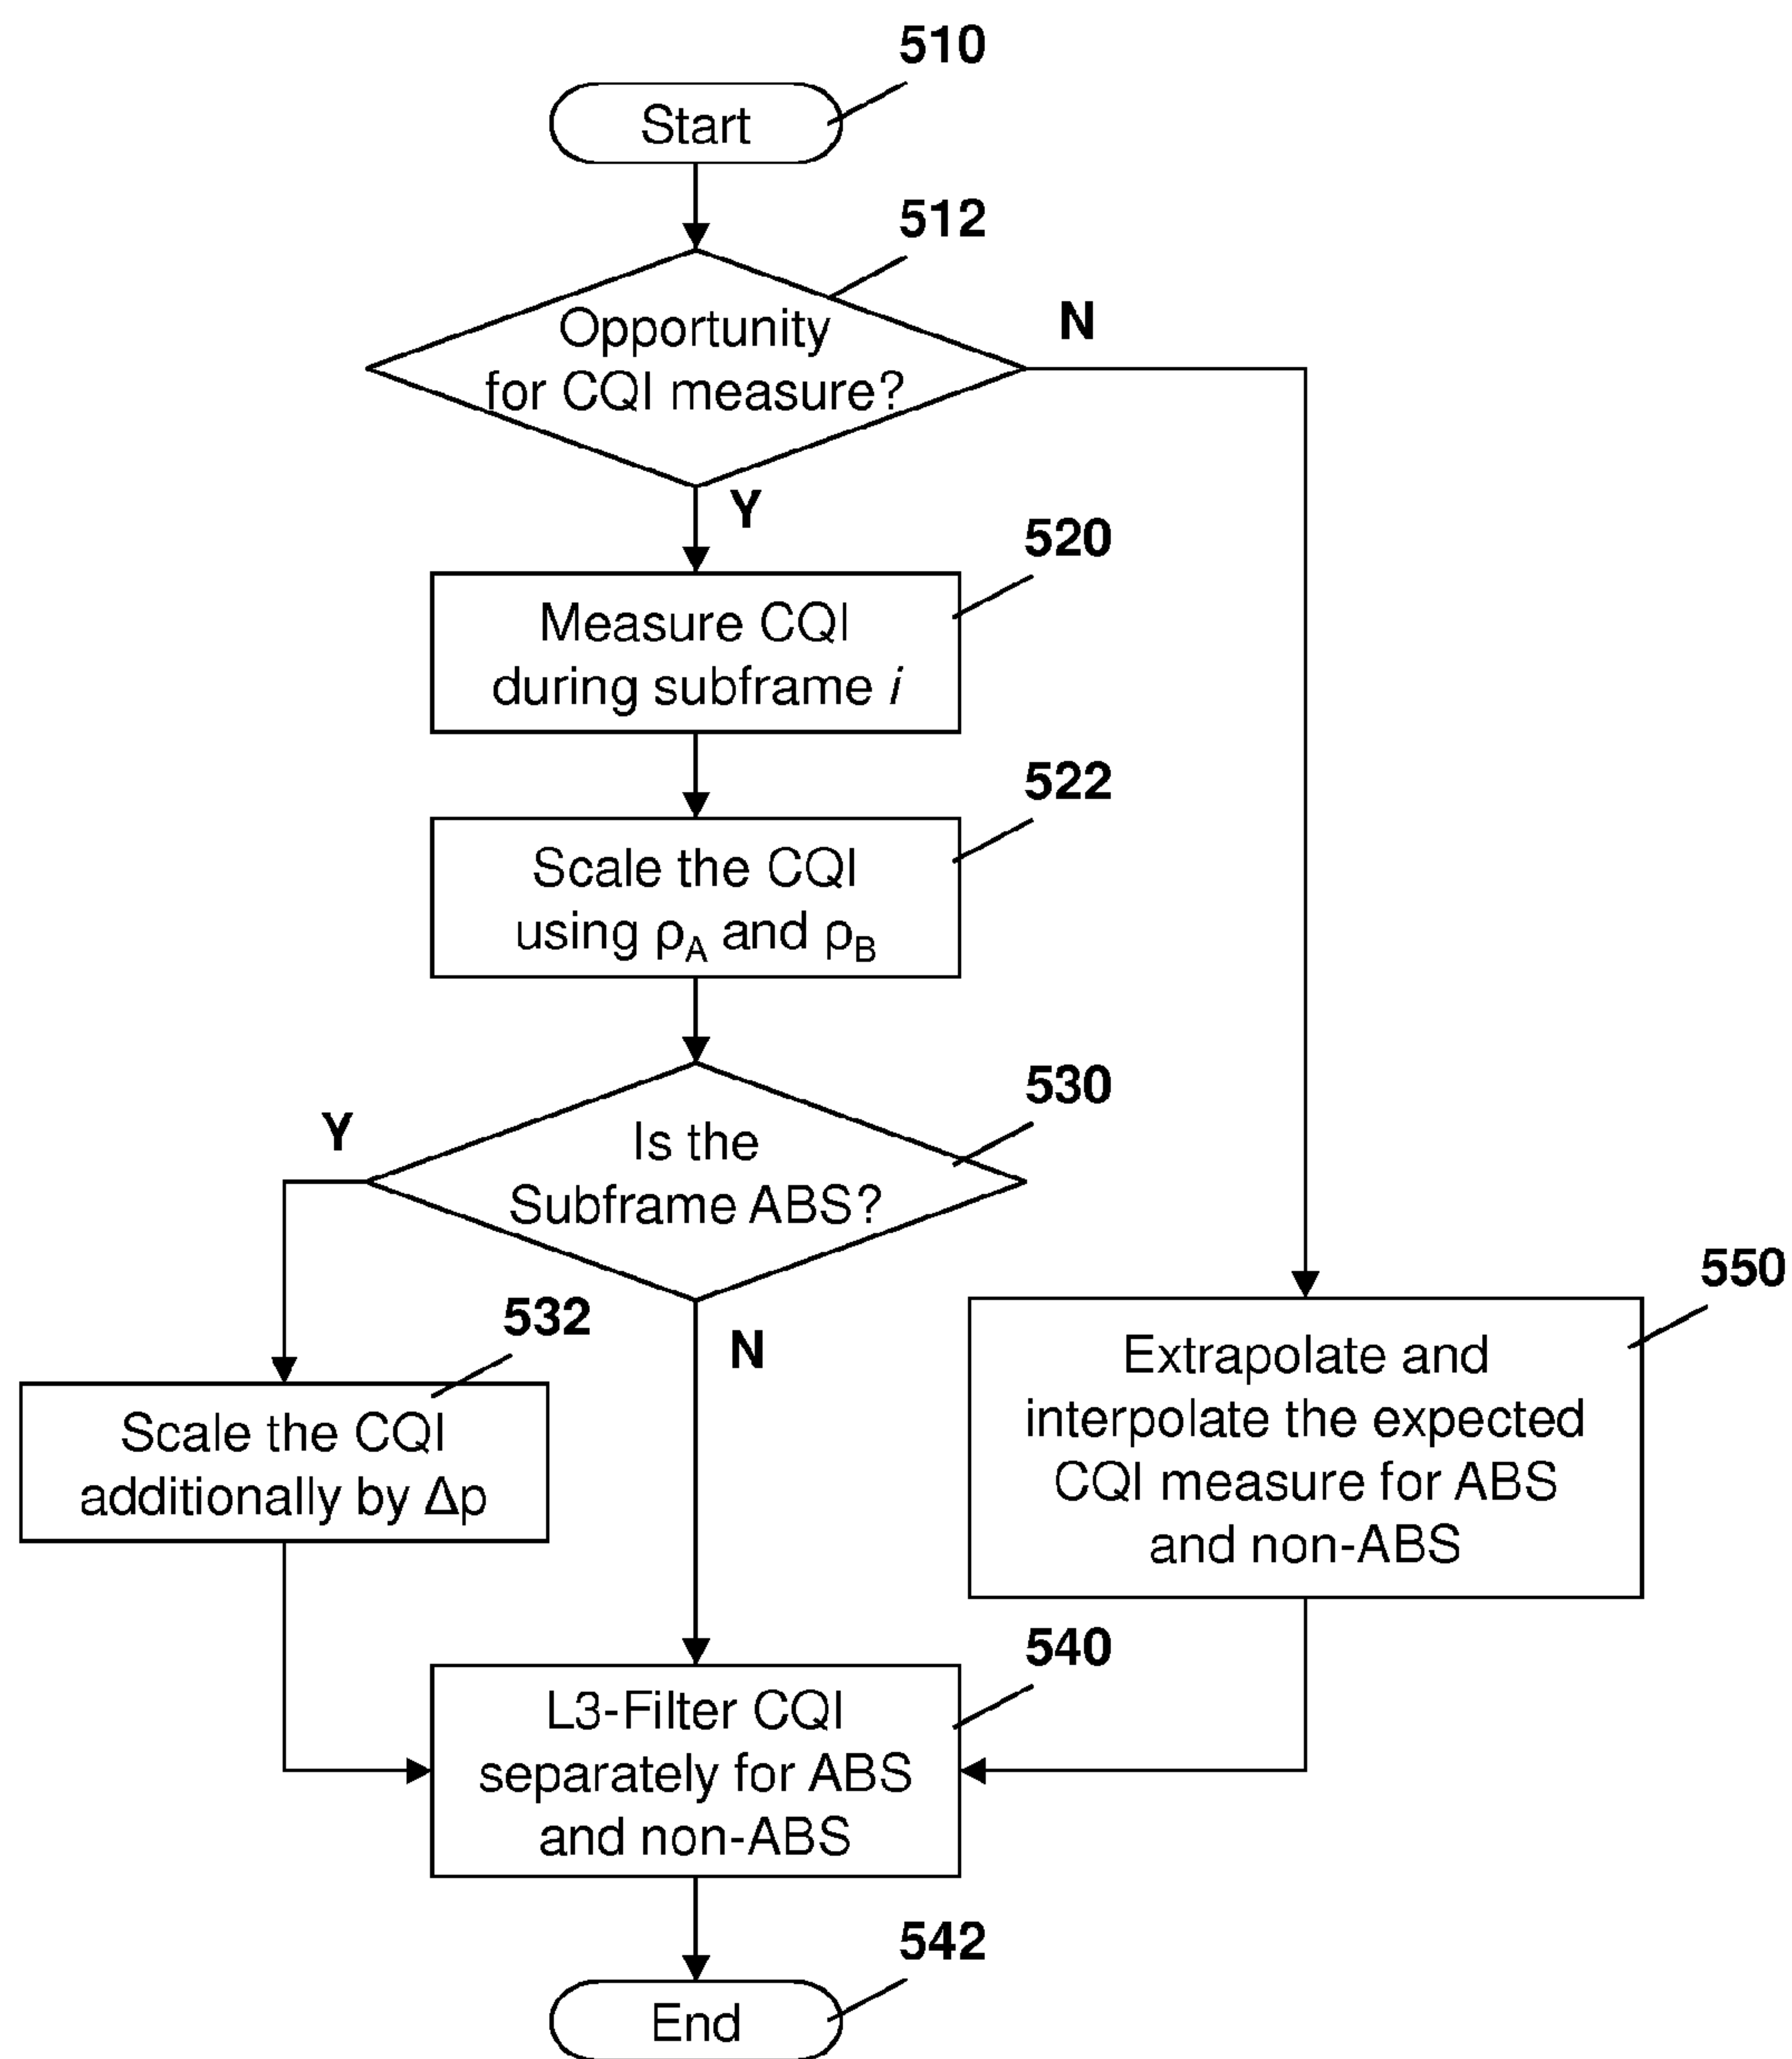 510
Start
512
Opportunity
for CQI measure?
N
Y
520
Measure CQI
during subframe i
522
Scale the CQI
using ρA and ρB
530
Is the
Subframe ABS?
Y
N
532
Scale the CQI
additionally by Δp
550
Extrapolate and
interpolate the expected
CQI measure for ABS
and non-ABS
540
L3-Filter CQI
separately for ABS
and non-ABS
542
End